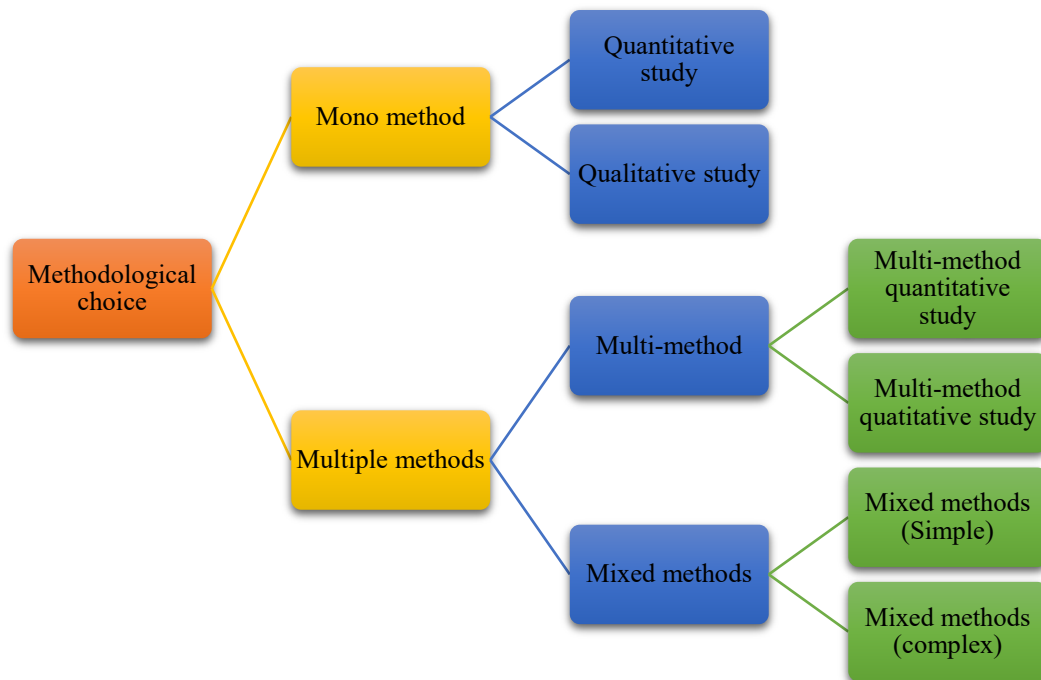 Quantitative
study
Mono method
Qualitative study
Methodological
choice
Multi-method
quantitative
study
Multi-method
Multi-method
quatitative study
Multiple methods
Mixed methods
(Simple)
Mixed methods
Mixed methods
(complex)